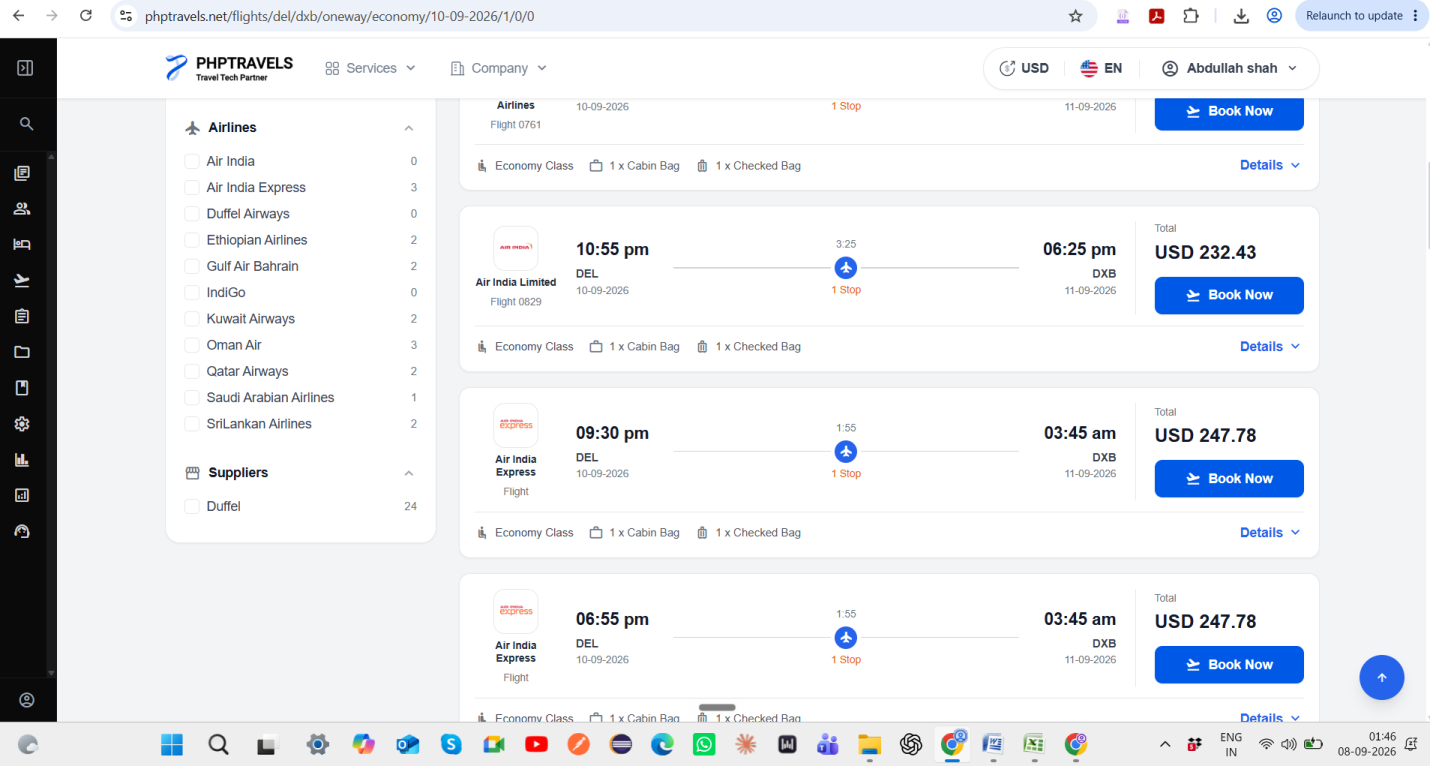 phptravels.net/flights/del/dxb/oneway/economy/10-09-2026/1/0/0
Relaunch to update
PHPTRAVELS
Travel Tech Partner
Services
Company
USD
EN
Abdullah shah
Airlines
Air India 0
Air India Express 3
Duffel Airways 0
Ethiopian Airlines 2
Gulf Air Bahrain 2
IndiGo 0
Kuwait Airways 2
Oman Air 3
Qatar Airways 2
Saudi Arabian Airlines 1
SriLankan Airlines 2
Suppliers
Duffel 24
Airlines
Flight 0761
10-09-2026
1 Stop
11-09-2026
Book Now
Economy Class 1 x Cabin Bag 1 x Checked Bag
Details
AIR INDIA
Air India Limited
Flight 0829
10:55 pm
DEL
10-09-2026
3:25
1 Stop
06:25 pm
DXB
11-09-2026
Total
USD 232.43
Book Now
Economy Class 1 x Cabin Bag 1 x Checked Bag
Details
AIR INDIA
express
Air India
Express
Flight
09:30 pm
DEL
10-09-2026
1:55
1 Stop
03:45 am
DXB
11-09-2026
Total
USD 247.78
Book Now
Economy Class 1 x Cabin Bag 1 x Checked Bag
Details
AIR INDIA
express
Air India
Express
Flight
06:55 pm
DEL
10-09-2026
1:55
1 Stop
03:45 am
DXB
11-09-2026
Total
USD 247.78
Book Now
Economy Class 1 x Cabin Bag 1 x Checked Bag
Details
ENG
IN
01:46
08-09-2026